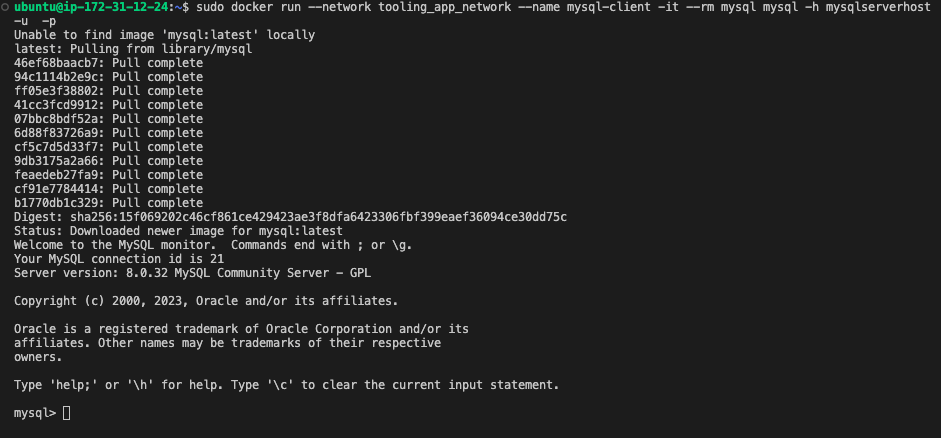 ubuntu@ip-172-31-12-24:~$ sudo docker run --network tooling_app_network --name mysql-client -it --rm mysql mysql -h mysqlserverhost
-u  -p
Unable to find image 'mysql:latest' locally
latest: Pulling from library/mysql
46ef68baacb7: Pull complete
94c1114b2e9c: Pull complete
ff05e3f38802: Pull complete
41cc3fcd9912: Pull complete
07bbc8bdf52a: Pull complete
6d88f83726a9: Pull complete
cf5c7d5d33f7: Pull complete
9db3175a2a66: Pull complete
feaedeb27fa9: Pull complete
cf91e7784414: Pull complete
b1770db1c329: Pull complete
Digest: sha256:15f069202c46cf861ce429423ae3f8dfa6423306fbf399eaef36094ce30dd75c
Status: Downloaded newer image for mysql:latest
Welcome to the MySQL monitor.  Commands end with ; or \g.
Your MySQL connection id is 21
Server version: 8.0.32 MySQL Community Server - GPL
Copyright (c) 2000, 2023, Oracle and/or its affiliates.
Oracle is a registered trademark of Oracle Corporation and/or its
affiliates. Other names may be trademarks of their respective
owners.
Type 'help;' or '\h' for help. Type '\c' to clear the current input statement.
mysql>